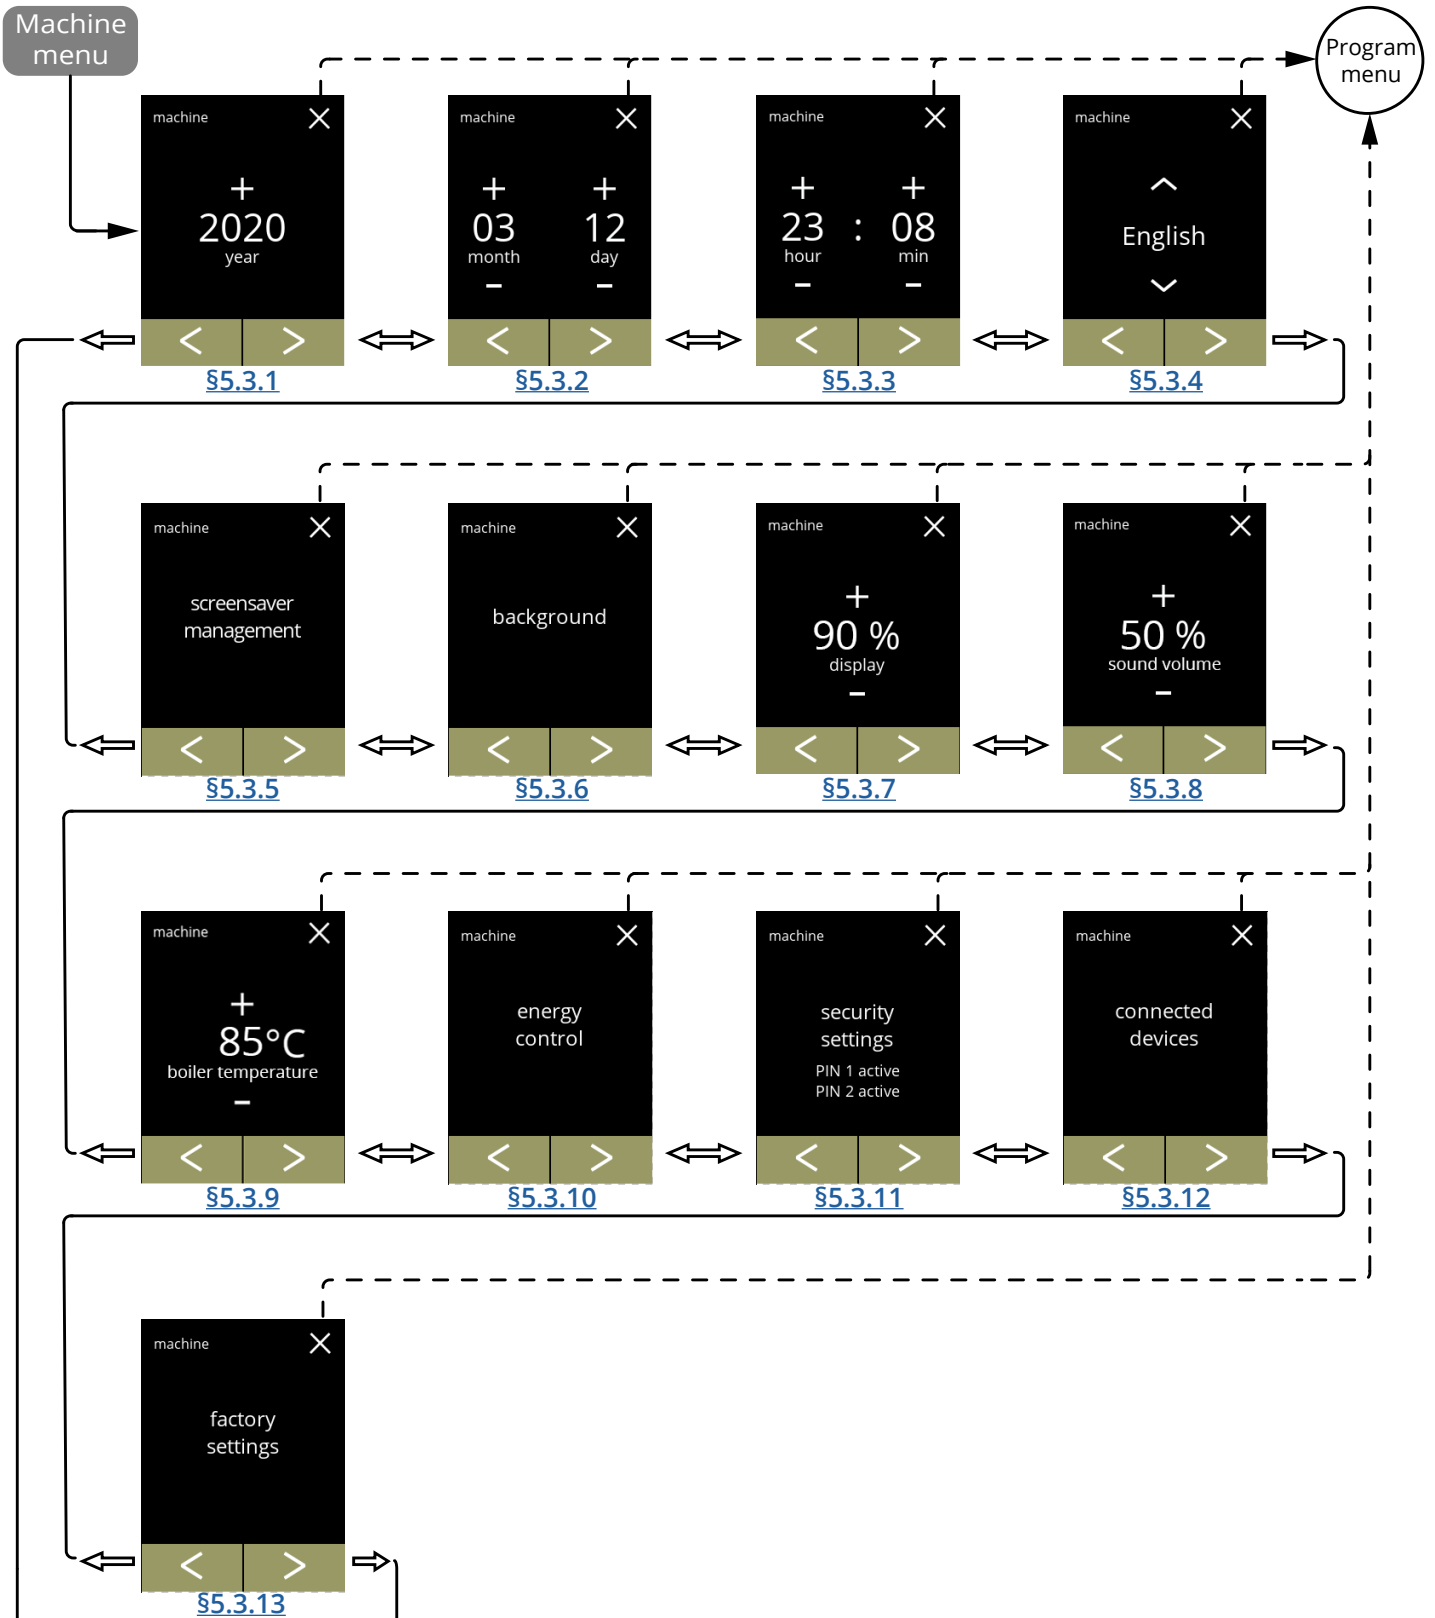 Machine
menu
Program
menu
machine
+
2020
year
machine
+ +
03 12
month day
- -
machine
+ +
23 : 08
hour min
- -
machine
English
< >
< >
< >
< >
§5.3.1
§5.3.2
§5.3.3
§5.3.4
machine
screensaver
management
machine
background
machine
+
90 %
display
-
machine
+
50 %
sound volume
-
< >
< >
< >
< >
§5.3.5
§5.3.6
§5.3.7
§5.3.8
machine
+
85°C
boiler temperature
-
machine
energy
control
machine
security
settings
PIN 1 active
PIN 2 active
machine
connected
devices
< >
< >
< >
< >
§5.3.9
§5.3.10
§5.3.11
§5.3.12
machine
factory
settings
< >
§5.3.13